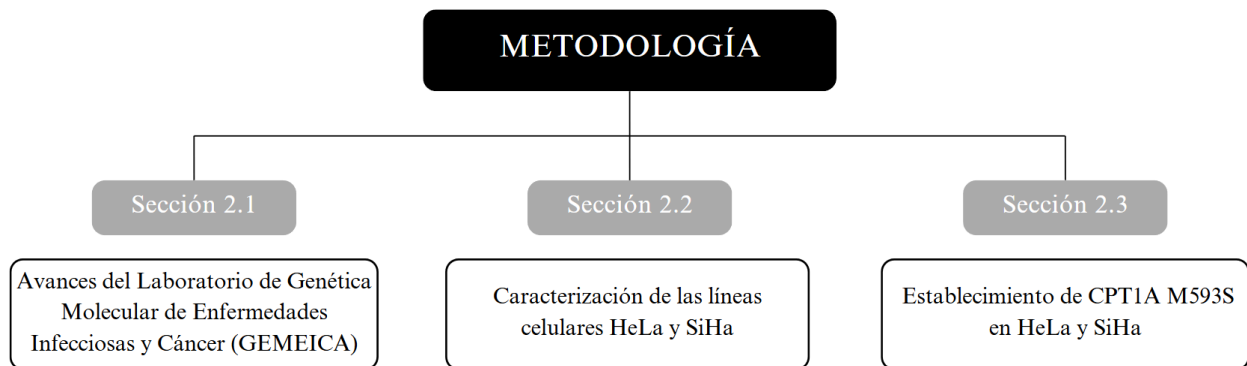 METODOLOGÍA
Sección 2.1
Avances del Laboratorio de Genética
Molecular de Enfermedades
Infecciosas y Cáncer (GEMEICA)
Sección 2.2
Caracterización de las líneas
celulares HeLa y SiHa
Sección 2.3
Establecimiento de CPT1A M593S
en HeLa y SiHa